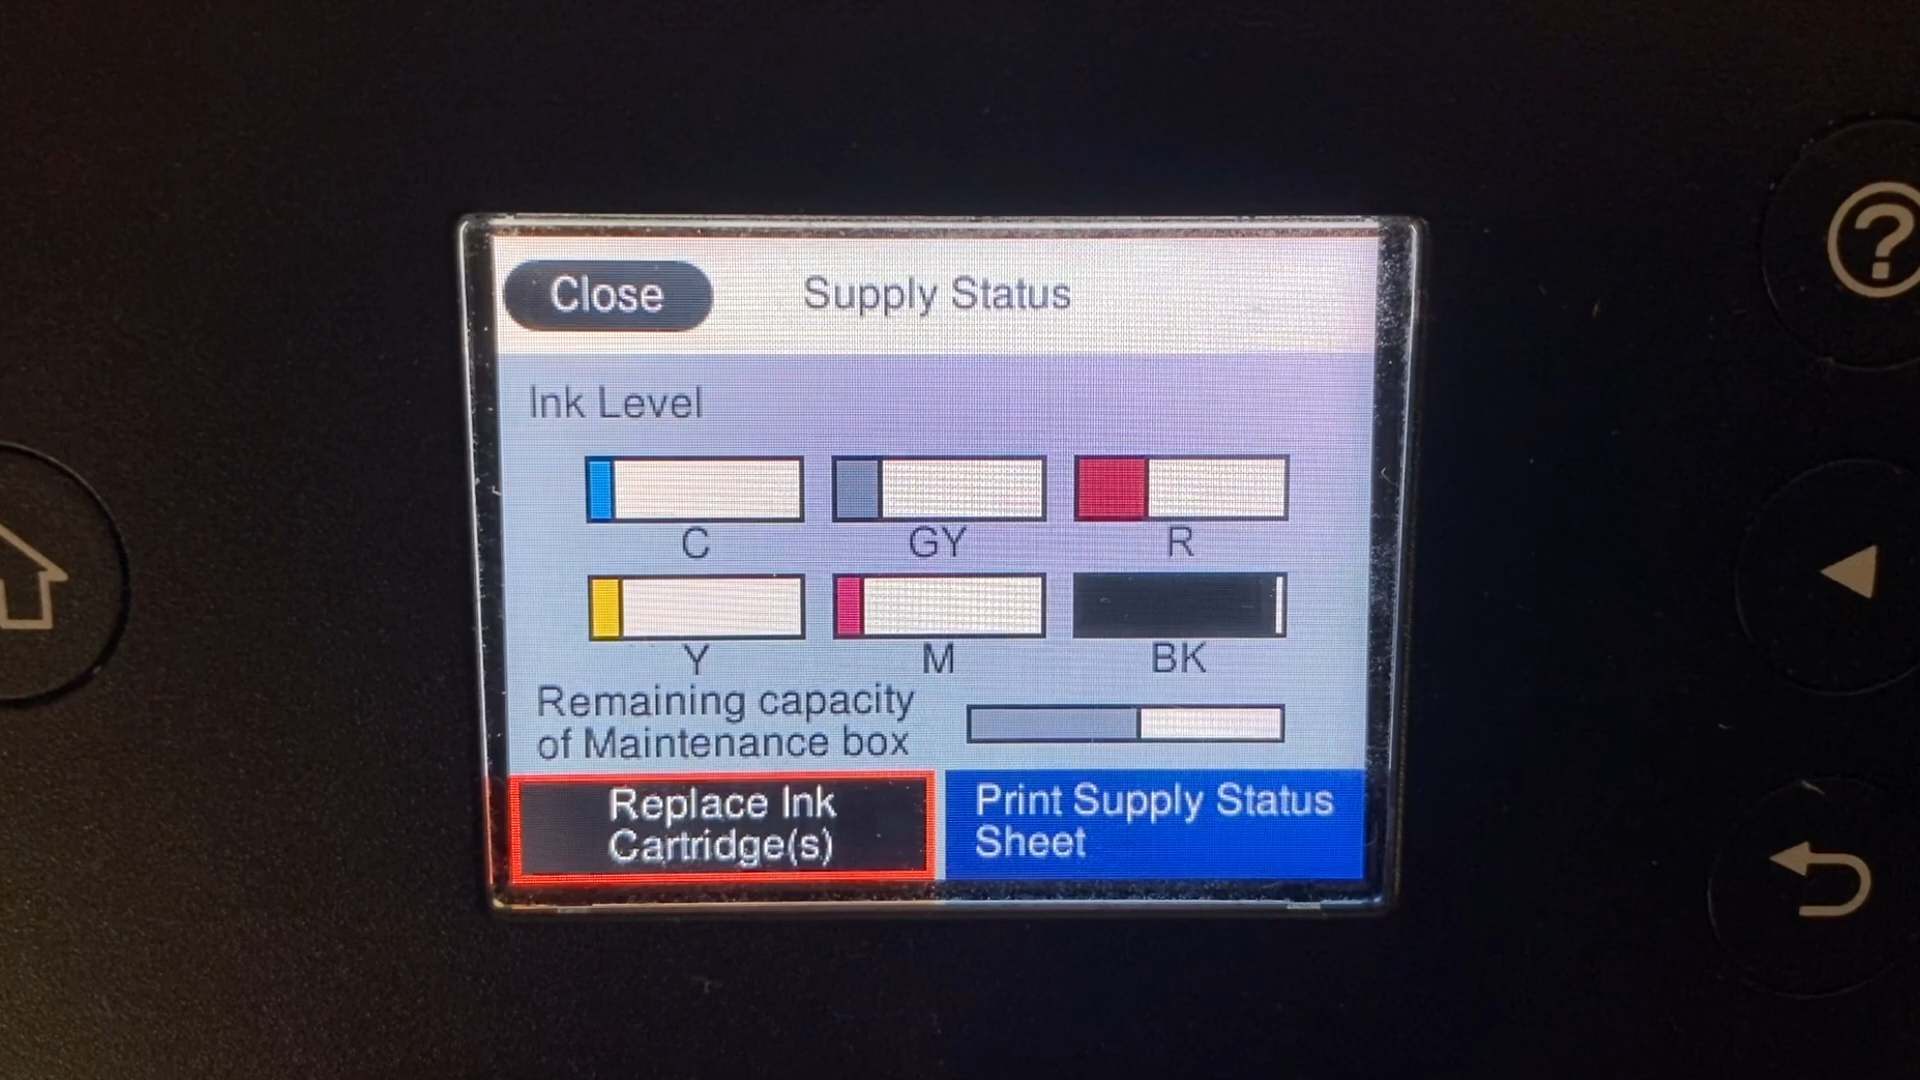 Close
Supply Status
Ink Level
C
GY
R
Y
M
BK
Remaining capacity
of Maintenance box
Replace Ink
Cartridge(s)
Print Supply Status
Sheet
?